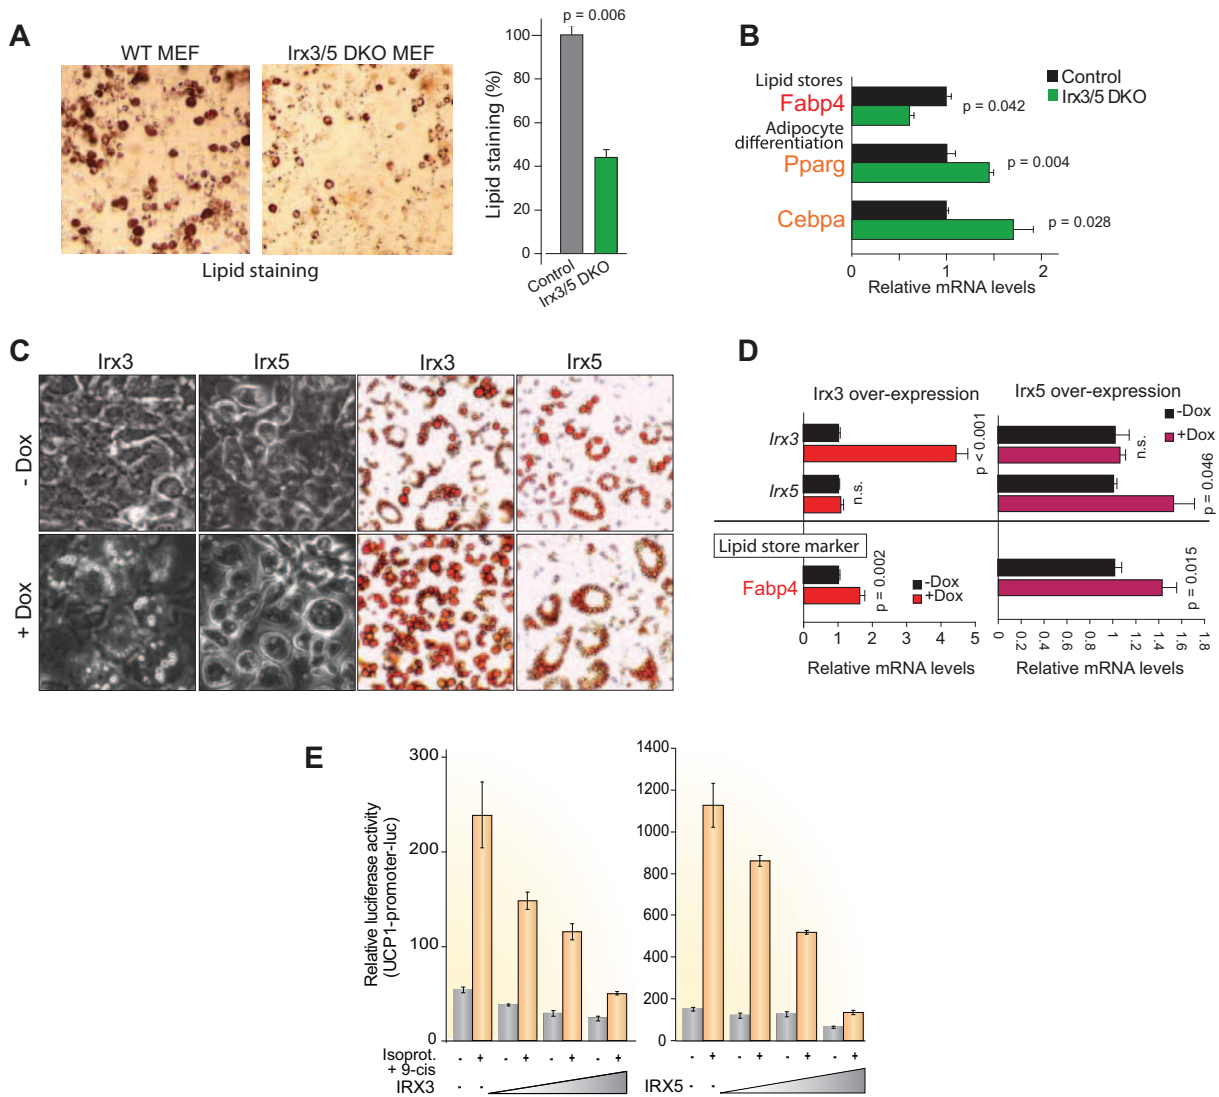 A
WT MEF
Irx3/5 DKO MEF
Lipid staining
p = 0.006
Lipid staining (%)
100
80
60
40
20
0
Control
Irx3/5 DKO
B
Control
Irx3/5 DKO
Lipid stores
Fabp4
p = 0.042
Adipocyte
differentiation
Pparg
p = 0.004
Cebpa
p = 0.028
0 1 2
Relative mRNA levels
C
Irx3 Irx5 Irx3 Irx5
- Dox
+ Dox
D
Irx3 over-expression
Irx3
p < 0.001
Irx5
n.s.
Lipid store marker
Fabp4
p = 0.002
-Dox
+Dox
0 1 2 3 4 5
Relative mRNA levels
Irx5 over-expression
-Dox
+Dox
n.s.
p = 0.046
p = 0.015
0 0.2 0.4 0.6 0.8 1 1.2 1.4 1.6 1.8
Relative mRNA levels
E
Relative luciferase activity
(UCP1-promoter-luc)
300
200
100
0
Isoprot.
+ 9-cis
- + - + - + - +
IRX3 - -
1400
1200
1000
800
600
400
200
0
- + - + - + - +
IRX5 - -